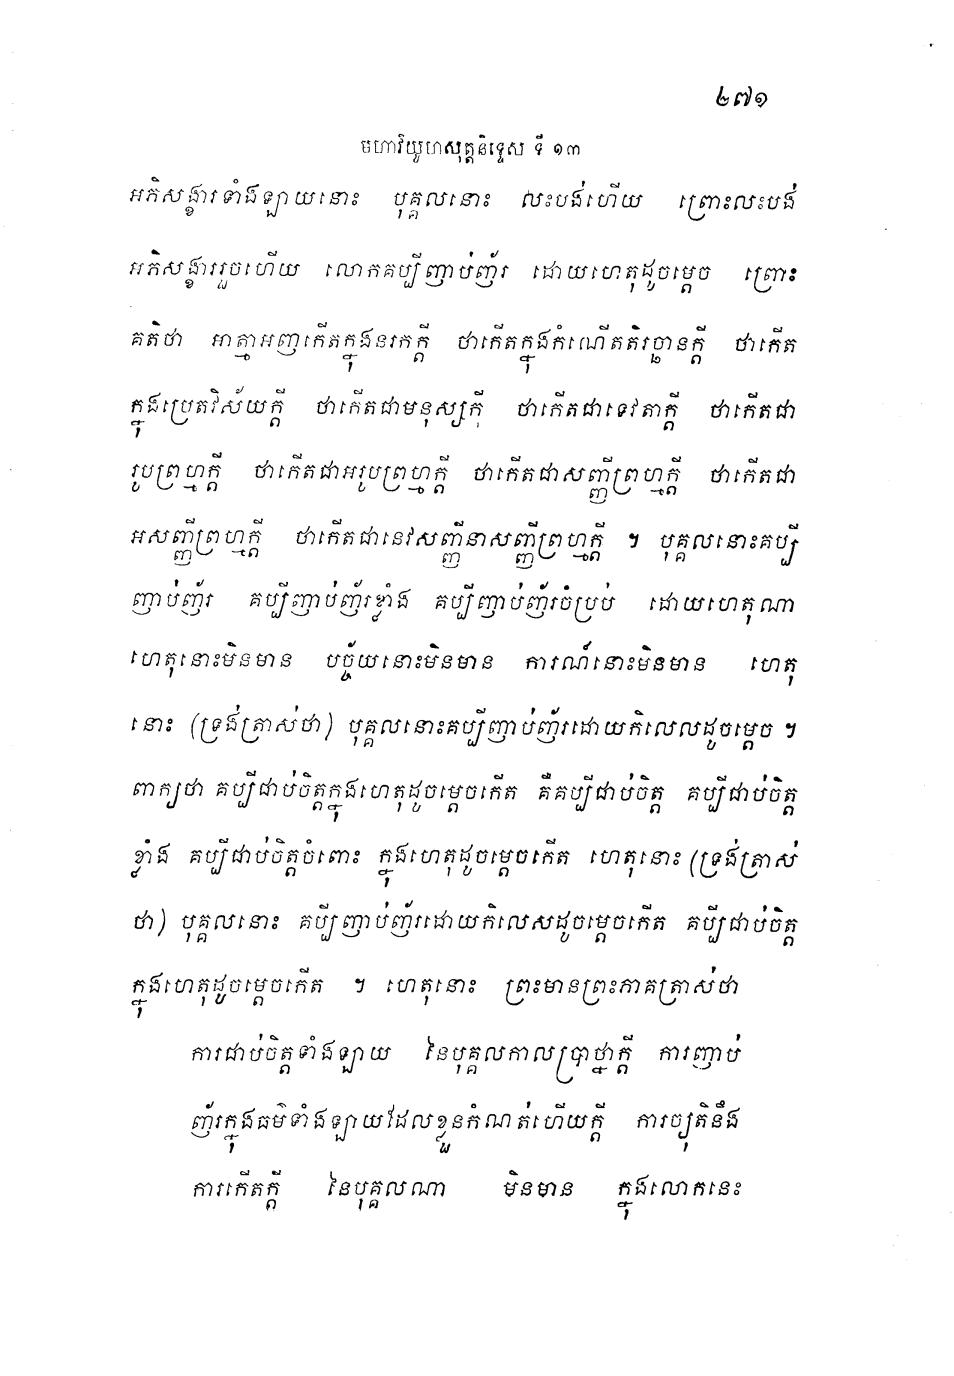 ២៧១
ចហាវិយូហសុត្តនិទ្ទេស ទី ១៣
អភិសង្ខារទាំងឡាយនោះ បុគ្គលនោះ លះបង់ហើយ ព្រោះលះបង់
អភិសង្ខាររួចហើយ លោកគប្បីញាប់ញ័រ ដោយហេតុដូចម្តេច ព្រោះ
គតិថា អាត្មាអញកើតក្នុងនរកក្តី ថាកើតក្នុងកំណើតតិរច្ឆានក្តី ថាកើត
ក្នុងប្រេតវិស័យក្តី ថាកើតជាមនុស្សក្តី ថាកើតជាទេវតាក្តី ថាកើតជា
រូបព្រហ្មក្តី ថាកើតជាអរូបព្រហ្មក្តី ថាកើតជាសញ្ញីព្រហ្មក្តី ថាកើតជា
អសញ្ញីព្រហ្មក្តី ថាកើតជានេវសញ្ញីនាសញ្ញីព្រហ្មក្តី ។ បុគ្គលនោះគប្បី
ញាប់ញ័រ គប្បីញាប់ញ័រខ្លាំង គប្បីញាប់ញ័រចំប្រប់ ដោយហេតុណា
ហេតុនោះមិនមាន បច្ច័យនោះមិនមាន ការណ៍នោះមិនមាន ហេតុ
នោះ (ទ្រង់ត្រាស់ថា) បុគ្គលនោះគប្បីញាប់ញ័រដោយកិលេលដូចម្តេច ។
ពាក្យថា គប្បីជាប់ចិត្តក្នុងហេតុដូចម្តេចកើត គឺគប្បីជាប់ចិត្ត គប្បីជាប់ចិត្ត
ខ្លាំង គប្បីជាប់ចិត្តចំពោះ ក្នុងហេតុដូចម្តេចកើត ហេតុនោះ (ទ្រង់ត្រាស់
ថា) បុគ្គលនោះ គប្បីញាប់ញ័រដោយកិលេសដូចម្តេចកើត គប្បីជាប់ចិត្ត
ក្នុងហេតុដូចម្តេចកើត ។ ហេតុនោះ ព្រះមានព្រះភាគត្រាស់ថា
ការជាប់ចិត្តទាំងឡាយ នៃបុគ្គលកាលប្រាថ្នាក្តី ការញាប់
ញ័រក្នុងធម៌ទាំងឡាយដែលខ្លួនកំណត់ហើយក្តី ការច្យុតិនឹង
ការកើតក្តី នៃបុគ្គលណា មិនមាន ក្នុងលោកនេះ